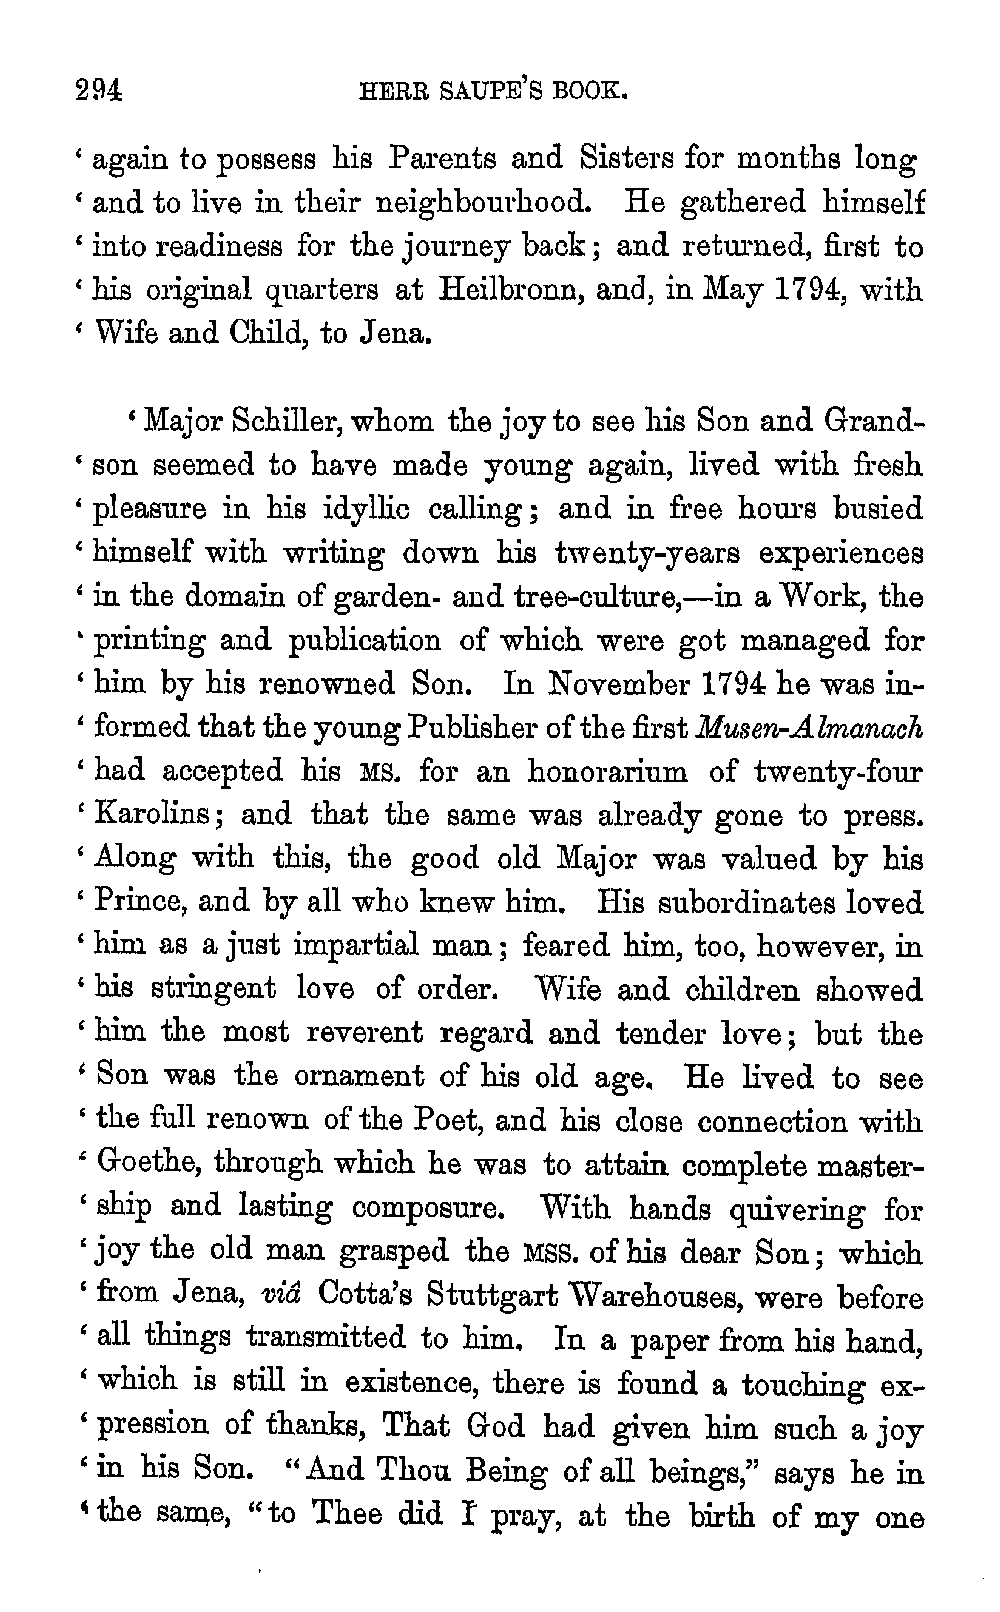 294 HERR SAUPE'S BOOK.
‘ again to possess his Parents and Sisters for months long
‘ and to live in their neighbourhood. He gathered himself
‘ into readiness for the journey back; and returned, first to
‘ his original quarters at Heilbronn, and, in May 1794, with
‘ Wife and Child, to Jena.
‘ Major Schiller, whom the joy to see his Son and Grand-
‘ son seemed to have made young again, lived with fresh
‘ pleasure in his idyllic calling; and in free hours busied
‘ himself with writing down his twenty-years experiences
‘ in the domain of garden- and tree-culture,—in a Work, the
‘ printing and publication of which were got managed for
‘ him by his renowned Son. In November 1794 he was in-
‘ formed that the young Publisher of the first Musen-Almanach
‘ had accepted his MS. for an honorarium of twenty-four
‘ Karolins; and that the same was already gone to press.
‘ Along with this, the good old Major was valued by his
‘ Prince, and by all who knew him. His subordinates loved
‘ him as a just impartial man; feared him, too, however, in
‘ his stringent love of order. Wife and children showed
‘ him the most reverent regard and tender love; but the
‘ Son was the ornament of his old age. He lived to see
‘ the full renown of the Poet, and his close connection with
‘ Goethe, through which he was to attain complete master-
‘ ship and lasting composure. With hands quivering for
‘ joy the old man grasped the MSS. of his dear Son; which
‘ from Jena, viâ Cotta's Stuttgart Warehouses, were before
‘ all things transmitted to him. In a paper from his hand,
‘ which is still in existence, there is found a touching ex-
‘ pression of thanks, That God had given him such a joy
‘ in his Son. “And Thou Being of all beings,” says he in
‘ the same, “to Thee did I pray, at the birth of my one